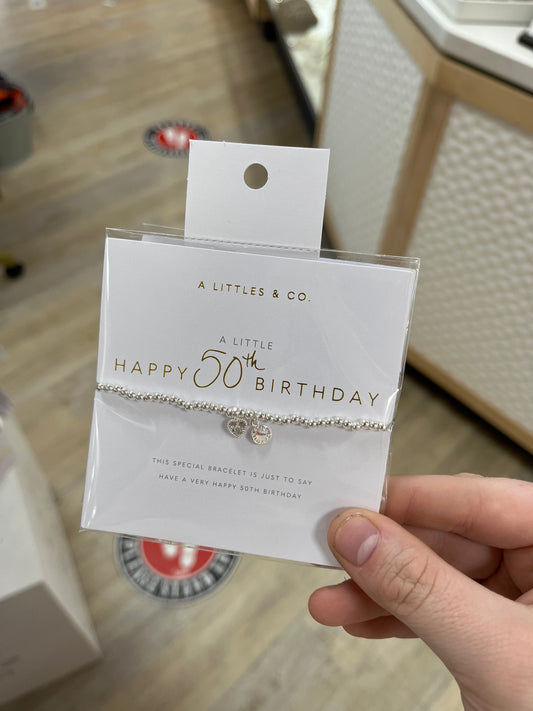 A LITTLES & CO.
A LITTLE
HAPPY 50th BIRTHDAY
THIS SPECIAL BRACELET IS JUST TO SAY
HAVE A VERY HAPPY 50TH BIRTHDAY